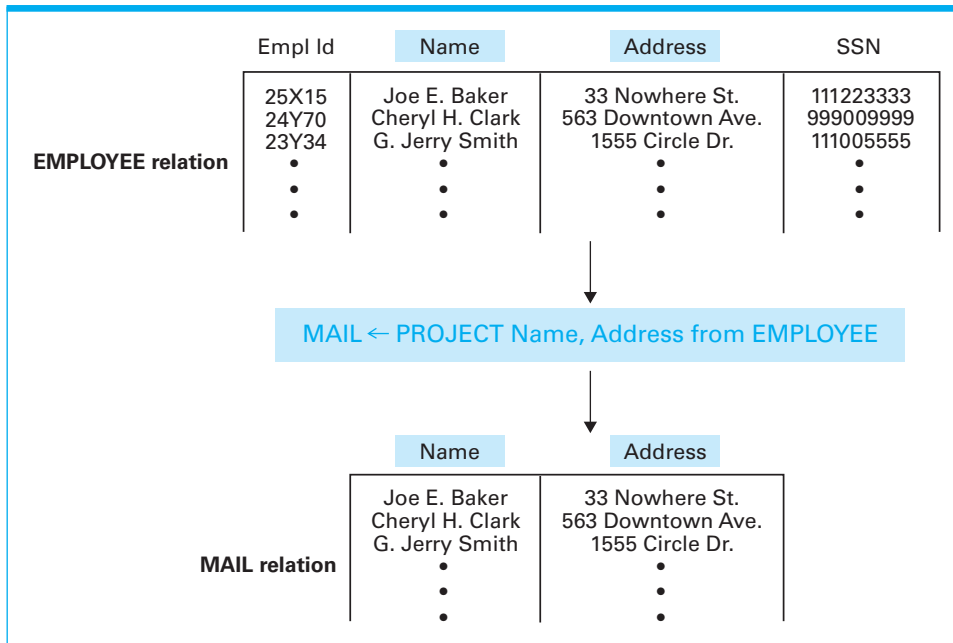 Empl Id Name Address SSN
25X15 Joe E. Baker 33 Nowhere St. 111223333
24Y70 Cheryl H. Clark 563 Downtown Ave. 999009999
23Y34 G. Jerry Smith 1555 Circle Dr. 111005555
EMPLOYEE relation
MAIL ← PROJECT Name, Address from EMPLOYEE
Name Address
Joe E. Baker 33 Nowhere St.
Cheryl H. Clark 563 Downtown Ave.
G. Jerry Smith 1555 Circle Dr.
MAIL relation